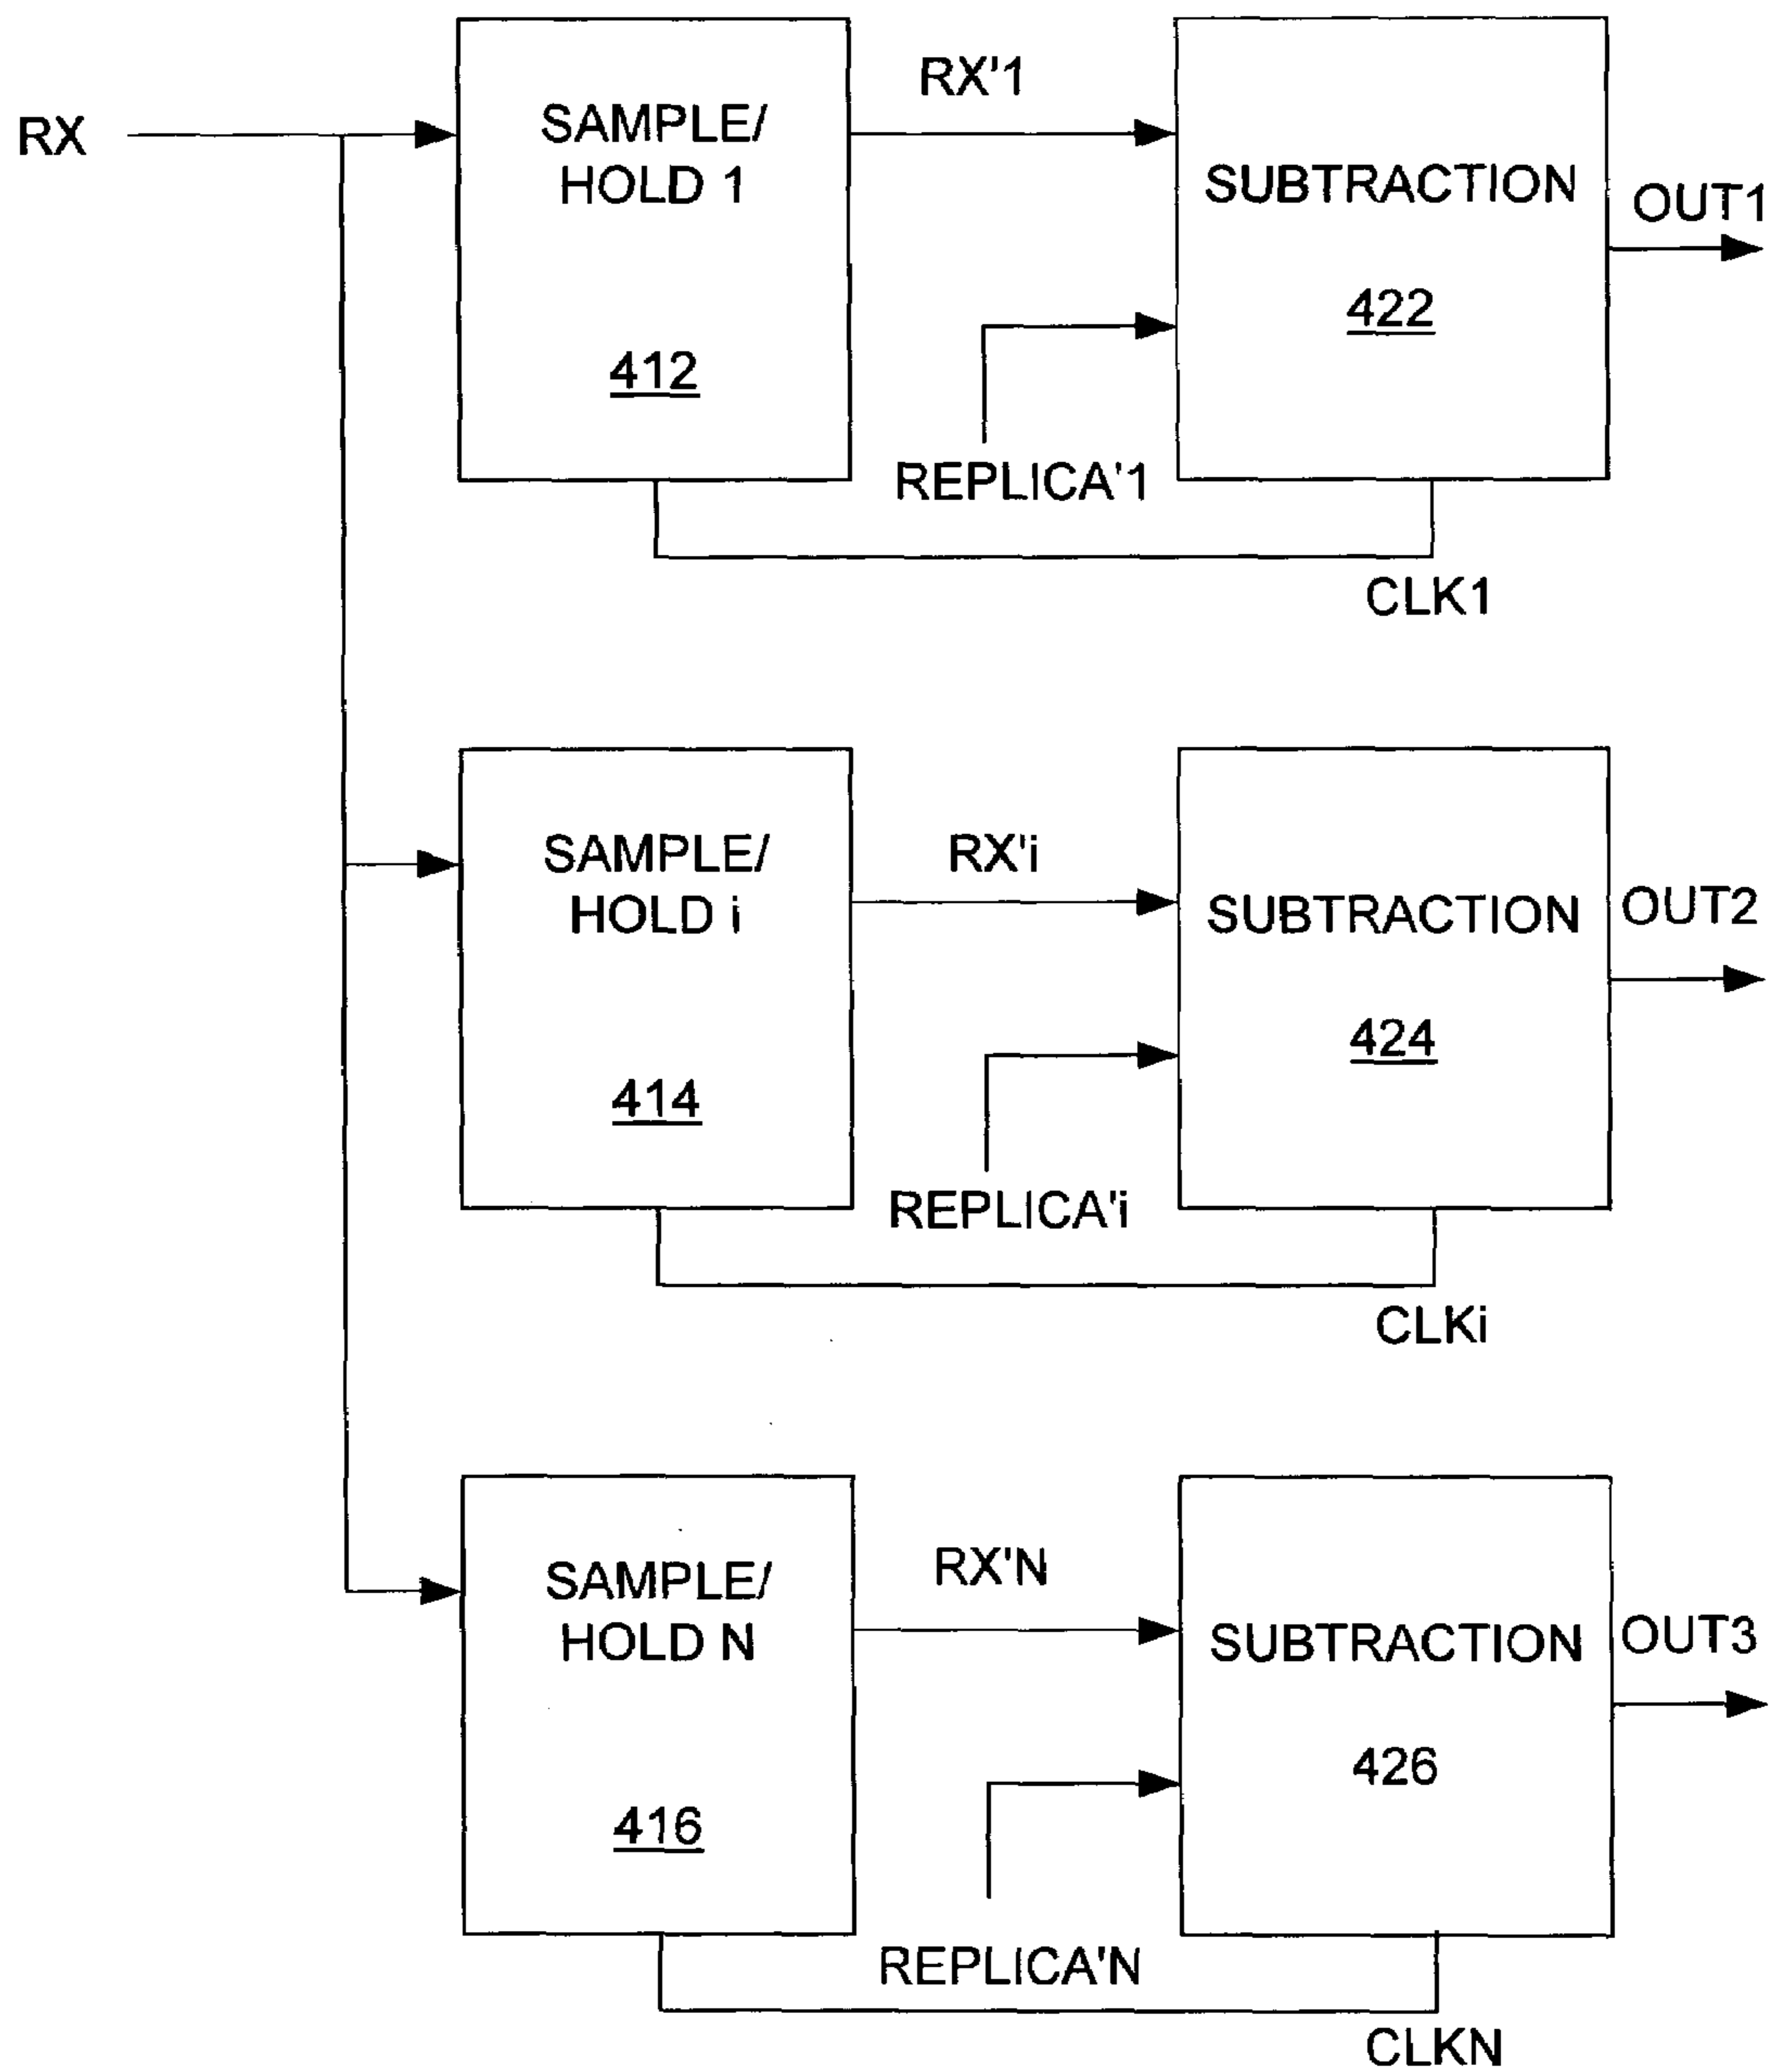 RX
SAMPLE/
HOLD 1
412
RX'1
REPLICA'1
SUBTRACTION
422
OUT1
CLK1
SAMPLE/
HOLD i
414
RX'i
REPLICA'i
SUBTRACTION
424
OUT2
CLKi
SAMPLE/
HOLD N
416
RX'N
REPLICA'N
SUBTRACTION
426
OUT3
CLKN